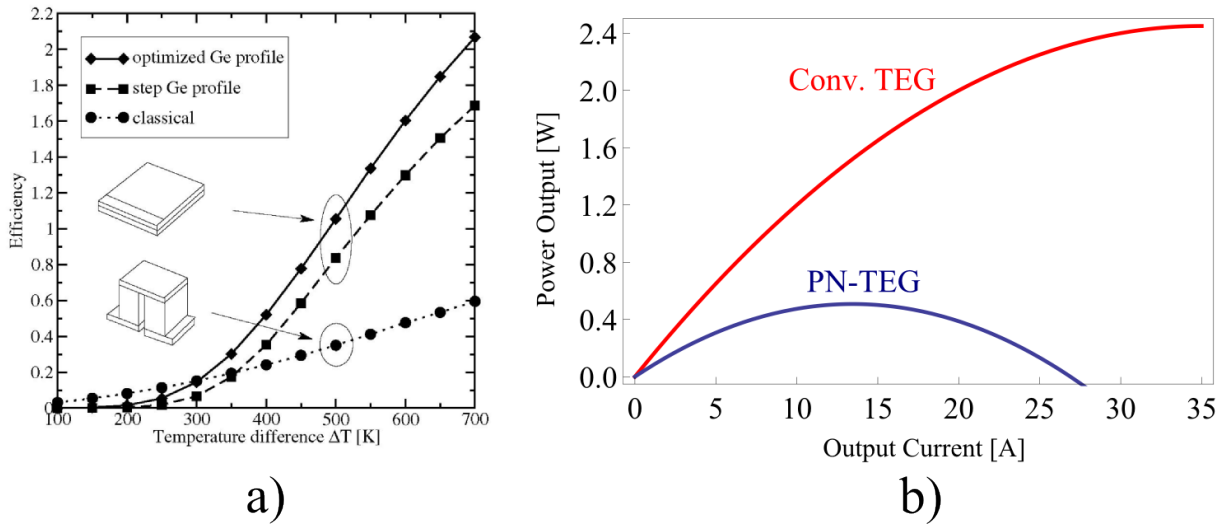 2.2
2
1.8
1.6
1.4
1.2
1
0.8
0.6
0.4
0.2
0
Efficiency
optimized Ge profile
step Ge profile
classical
100 200 300 400 500 600 700
Temperature difference ΔT [K]
a)
2.4
2.0
1.6
1.2
0.8
0.4
0.0
Power Output [W]
Conv. TEG
PN-TEG
0 5 10 15 20 25 30 35
Output Current [A]
b)